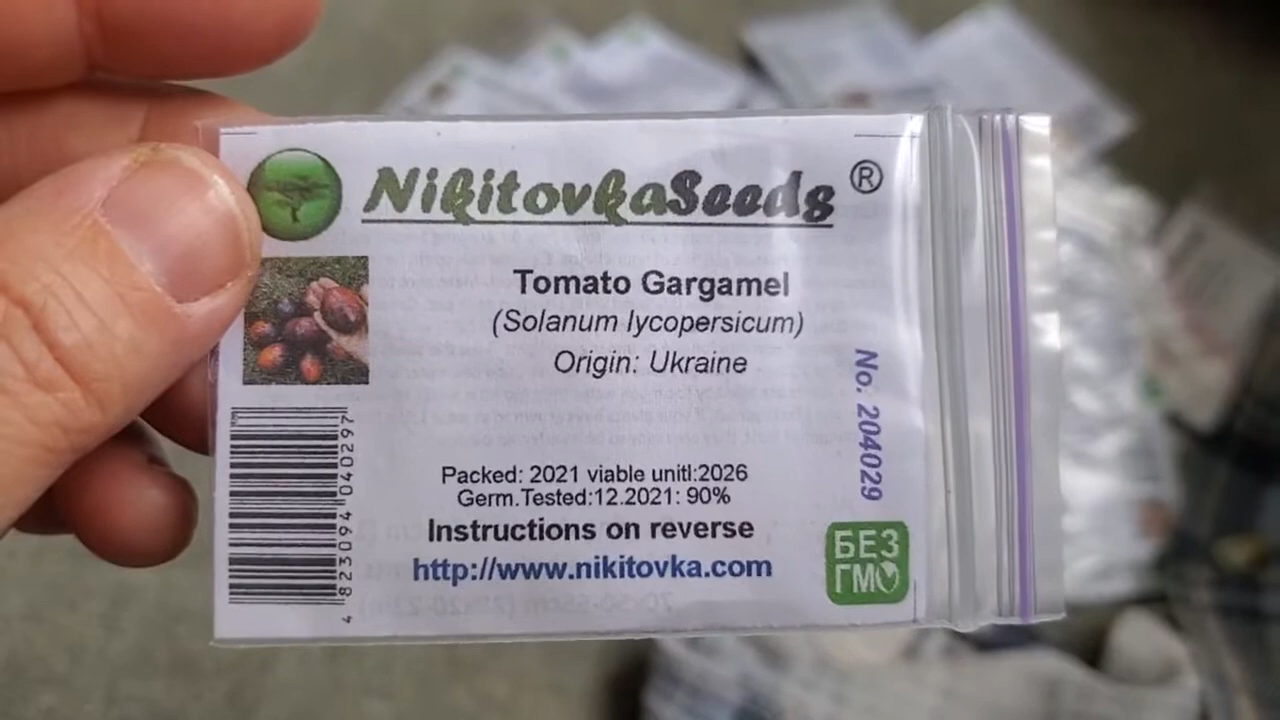 NikitovkaSeeds ®
Tomato Gargamel
(Solanum lycopersicum)
Origin: Ukraine
No. 204029
4 823094 040297
Packed: 2021 viable unitl:2026
Germ.Tested:12.2021: 90%
Instructions on reverse
http://www.nikitovka.com
БЕЗ
ГМО